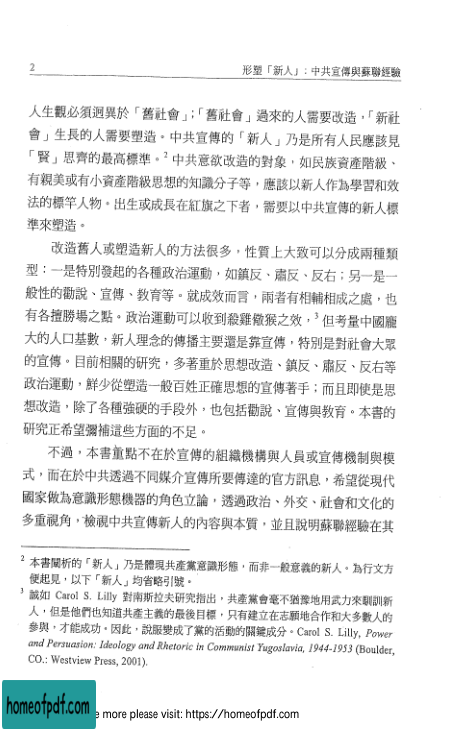 2
形塑「新人」：中共宣傳與蘇聯經驗
人生觀必須迥異於「舊社會」；「舊社會」過來的人需要改造，「新社
會」生長的人需要塑造。中共宣傳的「新人」乃是所有人民應該見
「賢」思齊的最高標準。2 中共意欲改造的對象，如民族資產階級、
有親美或有小資產階級思想的知識分子等，應該以新人作為學習和效
法的標竿人物。出生或成長在紅旗之下者，需要以中共宣傳的新人標
準來塑造。
改造舊人或塑造新人的方法很多，性質上大致可以分成兩種類
型：一是特別發起的各種政治運動，如鎮反、肅反、反右；另一是一
般性的勸說、宣傳、教育等。就成效而言，兩者有相輔相成之處，也
有各擅勝場之點。政治運動可以收到殺雞儆猴之效，3 但考量中國龐
大的人口基數，新人理念的傳播主要還是靠宣傳，特別是對社會大眾
的宣傳。目前相關的研究，多著重於思想改造、鎮反、肅反、反右等
政治運動，鮮少從塑造一般百姓正確思想的宣傳著手；而且即使是思
想改造，除了各種強硬的手段外，也包括勸說、宣傳與教育。本書的
研究正希望彌補這些方面的不足。
不過，本書重點不在於宣傳的組織機構與人員或宣傳機制與模
式，而在於中共透過不同媒介宣傳所要傳達的官方訊息，希望從現代
國家做為意識形態機器的角色立論，透過政治、外交、社會和文化的
多重視角，檢視中共宣傳新人的內容與本質，並且說明蘇聯經驗在其
2 本書闡析的「新人」乃是體現共產黨意識形態，而非一般意義的新人。為行文方
便起見，以下「新人」均省略引號。
3 誠如 Carol S. Lilly 對南斯拉夫研究指出，共產黨會毫不猶豫地用武力來馴訓新
人，但是他們也知道共產主義的最後目標，只有建立在志願地合作和大多數人的
參與，才能成功。因此，說服變成了黨的活動的關鍵成分。Carol S. Lilly, Power
and Persuasion: Ideology and Rhetoric in Communist Yugoslavia, 1944-1953 (Boulder,
CO.: Westview Press, 2001).
homeofpdf.com
e more please visit: https://homeofpdf.com